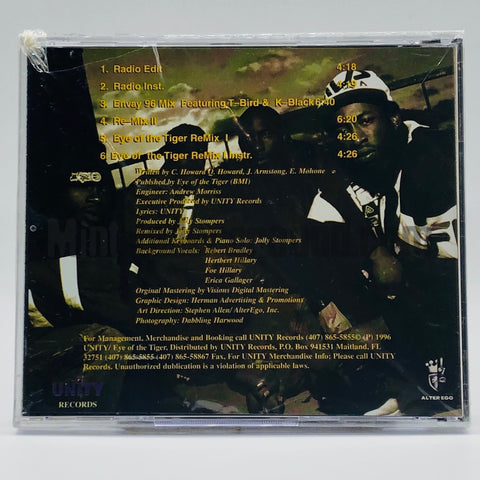 1. Radio Edit 4:18
2. Radio Inst. 4:19
3 Envay 96 Mix Featuring T-Bird & K-Black 6:40
4 Re-Mix II 6:20
5 Eye of the Tiger ReMix I 4:26
6 Eye of the Tiger ReMix I Instr. 4:26
Written by C. Howard Q. Howard, J. Armstong, E. Mohone
Published by Eye of the Tiger (BMI)
Engineer: Andrew Morriss
Executive Produced by UNITY Records
Lyrics: UNITY
Produced by Jolly Stompers
Remixed by Jolly Stompers
Additional Keyboards & Piano Solo: Jolly Stompers
Background Vocals: Robert Bradley
Heribert Hillary
Foe Hillary
Erica Gallager
Orginal Mastering by Visions Digital Mastering
Graphic Design: Herman Advertising & Promotions
Art Direction: Stephen Allen/ AlterEgo, Inc.
Photography: Dabbling Harwood
For Management, Merchandise and Booking call UNITY Records (407) 865-5855© (P) 1996
UNITY/ Eye of the Tiger, Distributed by UNITY Records, P.O. Box 941531 Maitland, FL
32751 (407) 865-5855 (407) 865-58867 Fax, For UNITY Merchandise Info; Please call UNITY
Records. Unauthorized dublication is a violation of applicable laws.
UNITY
RECORDS
ALTER EGO